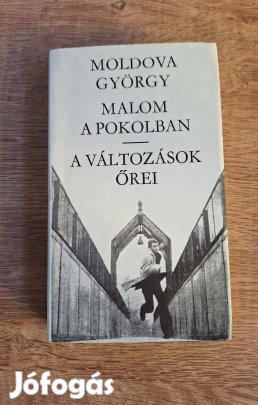 MOLDOVA
GYÖRGY
MALOM
A POKOLBAN
A VÁLTOZÁSOK
ŐREI
Jófogás